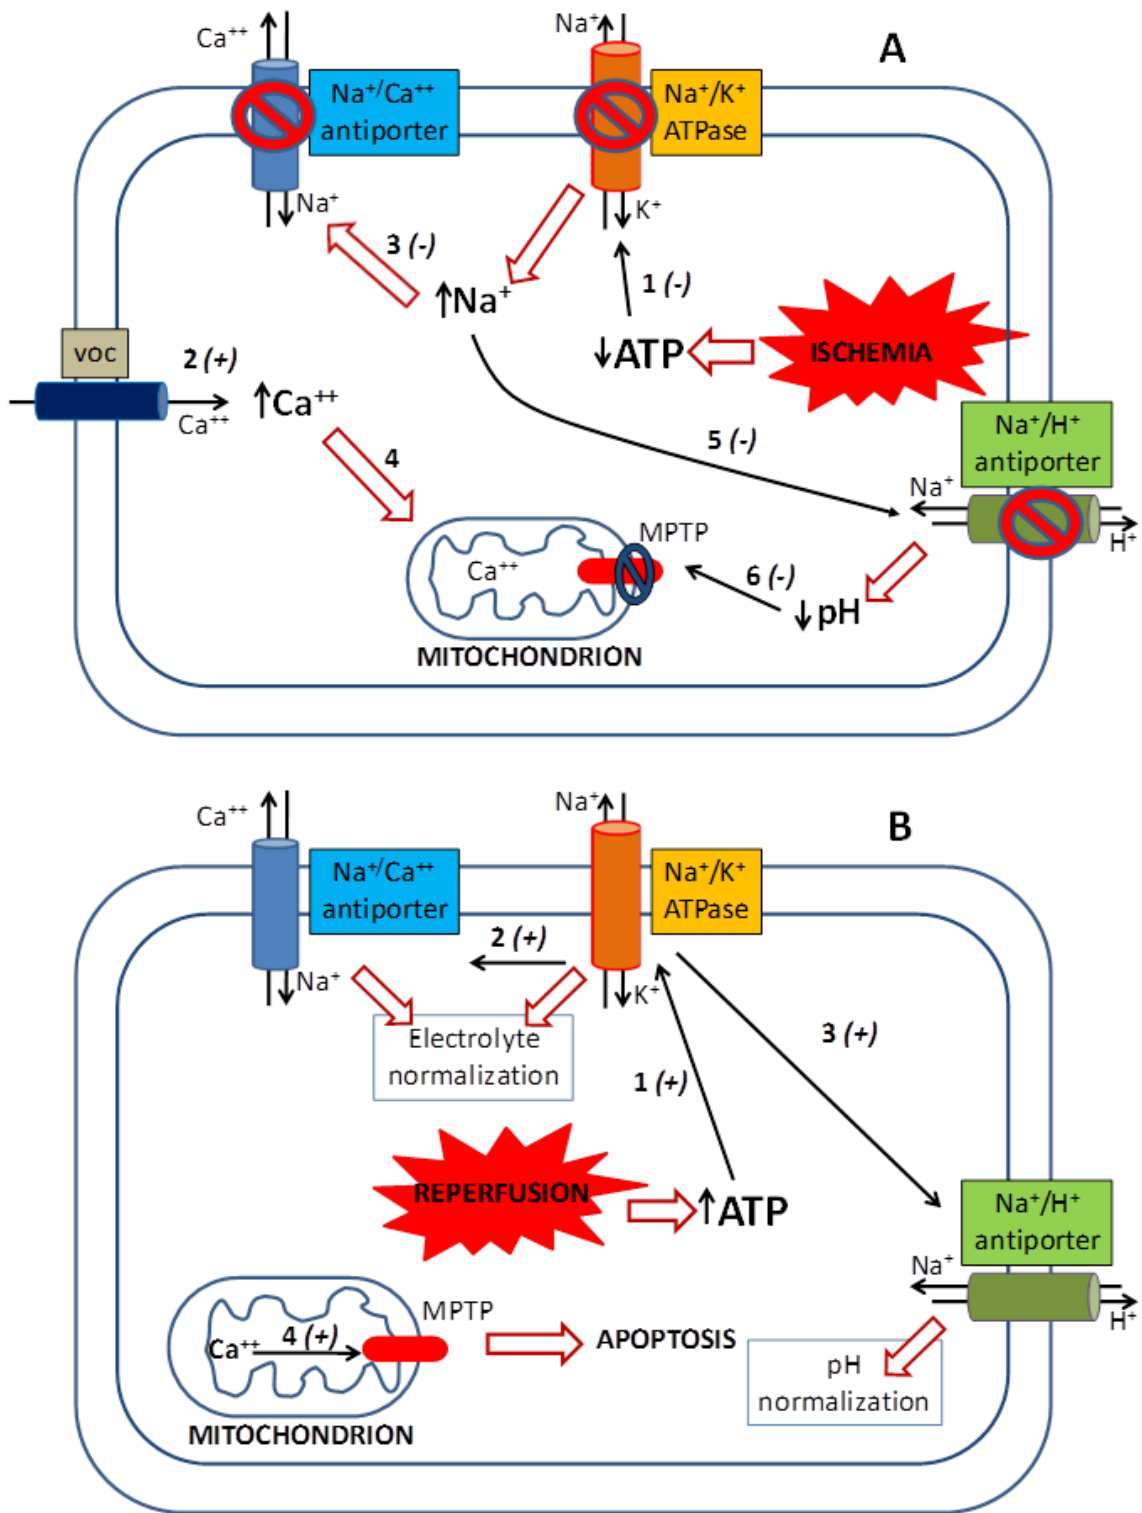 A
Ca⁺⁺
Na⁺
Na⁺/Ca⁺⁺
antiporter
Na⁺/K⁺
ATPase
Na⁺
K⁺
3 (-)
↑Na⁺
1 (-)
↓ATP
ISCHEMIA
VOC
2 (+)
Ca⁺⁺
↑Ca⁺⁺
4
5 (-)
Na⁺/H⁺
antiporter
Na⁺
H⁺
MPTP
Ca⁺⁺
6 (-)
↓pH
MITOCHONDRION
B
Ca⁺⁺
Na⁺
Na⁺/Ca⁺⁺
antiporter
Na⁺/K⁺
ATPase
2 (+)
Na⁺
K⁺
Electrolyte
normalization
3 (+)
1 (+)
REPERFUSION
↑ATP
Na⁺/H⁺
antiporter
Na⁺
H⁺
MPTP
Ca⁺⁺
4 (+)
APOPTOSIS
pH
normalization
MITOCHONDRION